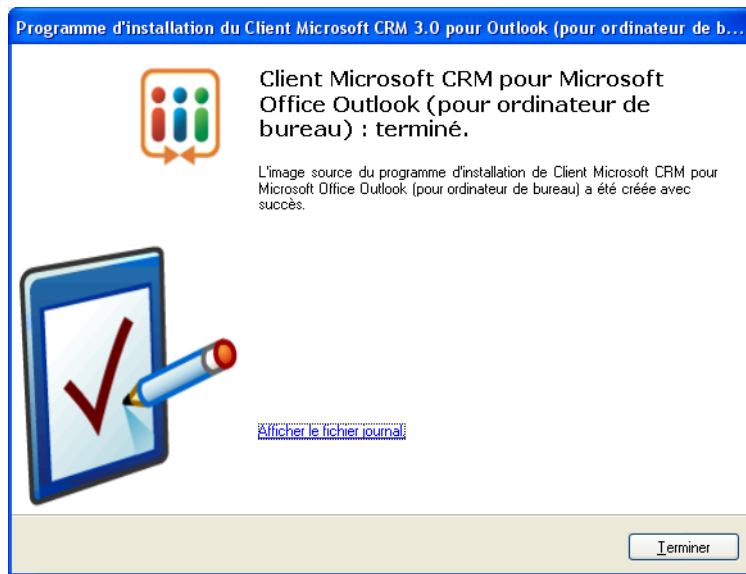 Programme d'installation du Client Microsoft CRM 3.0 pour Outlook (pour ordinateur de b...
Client Microsoft CRM pour Microsoft
Office Outlook (pour ordinateur de
bureau) : terminé.
L'image source du programme d'installation de Client Microsoft CRM pour
Microsoft Office Outlook (pour ordinateur de bureau) a été créée avec
succès.
Afficher le fichier journal.
Terminer